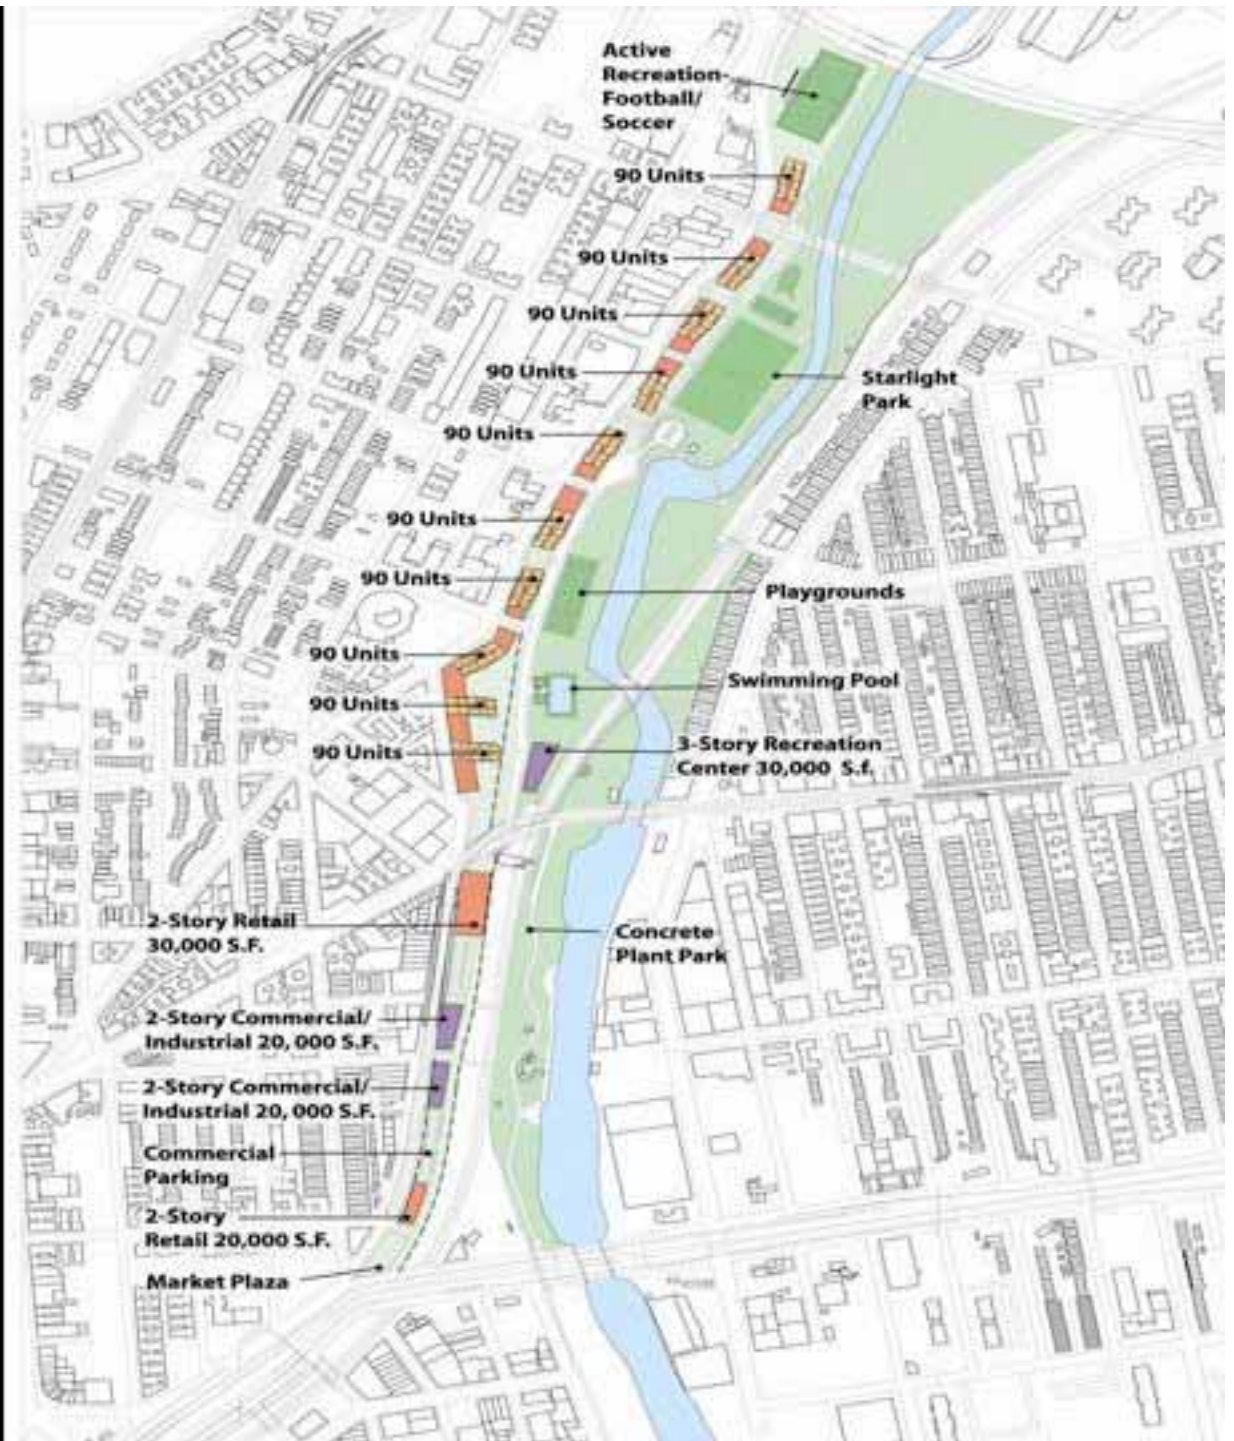 Active
Recreation-
Football/
Soccer
90 Units
90 Units
90 Units
90 Units
Starlight
Park
90 Units
90 Units
90 Units
Playgrounds
90 Units
Swimming Pool
90 Units
90 Units
3-Story Recreation
Center 30,000 S.f.
2-Story Retail
30,000 S.F.
Concrete
Plant Park
2-Story Commercial/
Industrial 20, 000 S.F.
2-Story Commercial/
Industrial 20, 000 S.F.
Commercial
Parking
2-Story
Retail 20,000 S.F.
Market Plaza